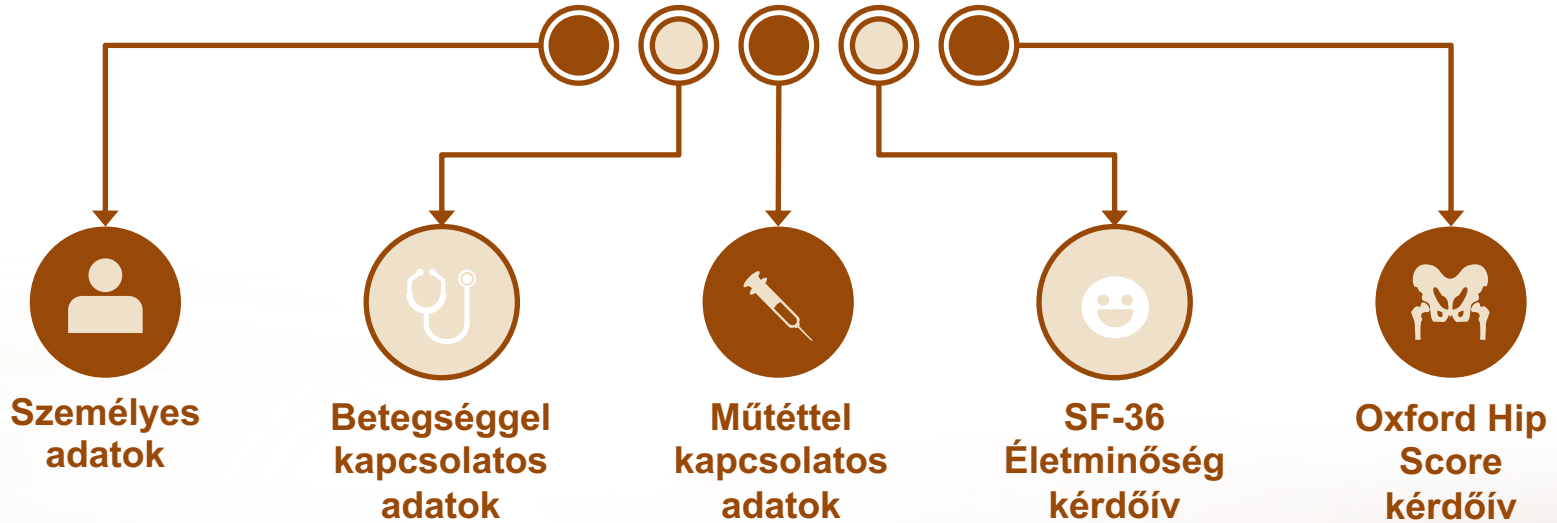 Személyes
adatok
Betegséggel
kapcsolatos
adatok
Műtéttel
kapcsolatos
adatok
SF-36
Életminőség
kérdőív
Oxford Hip
Score
kérdőív